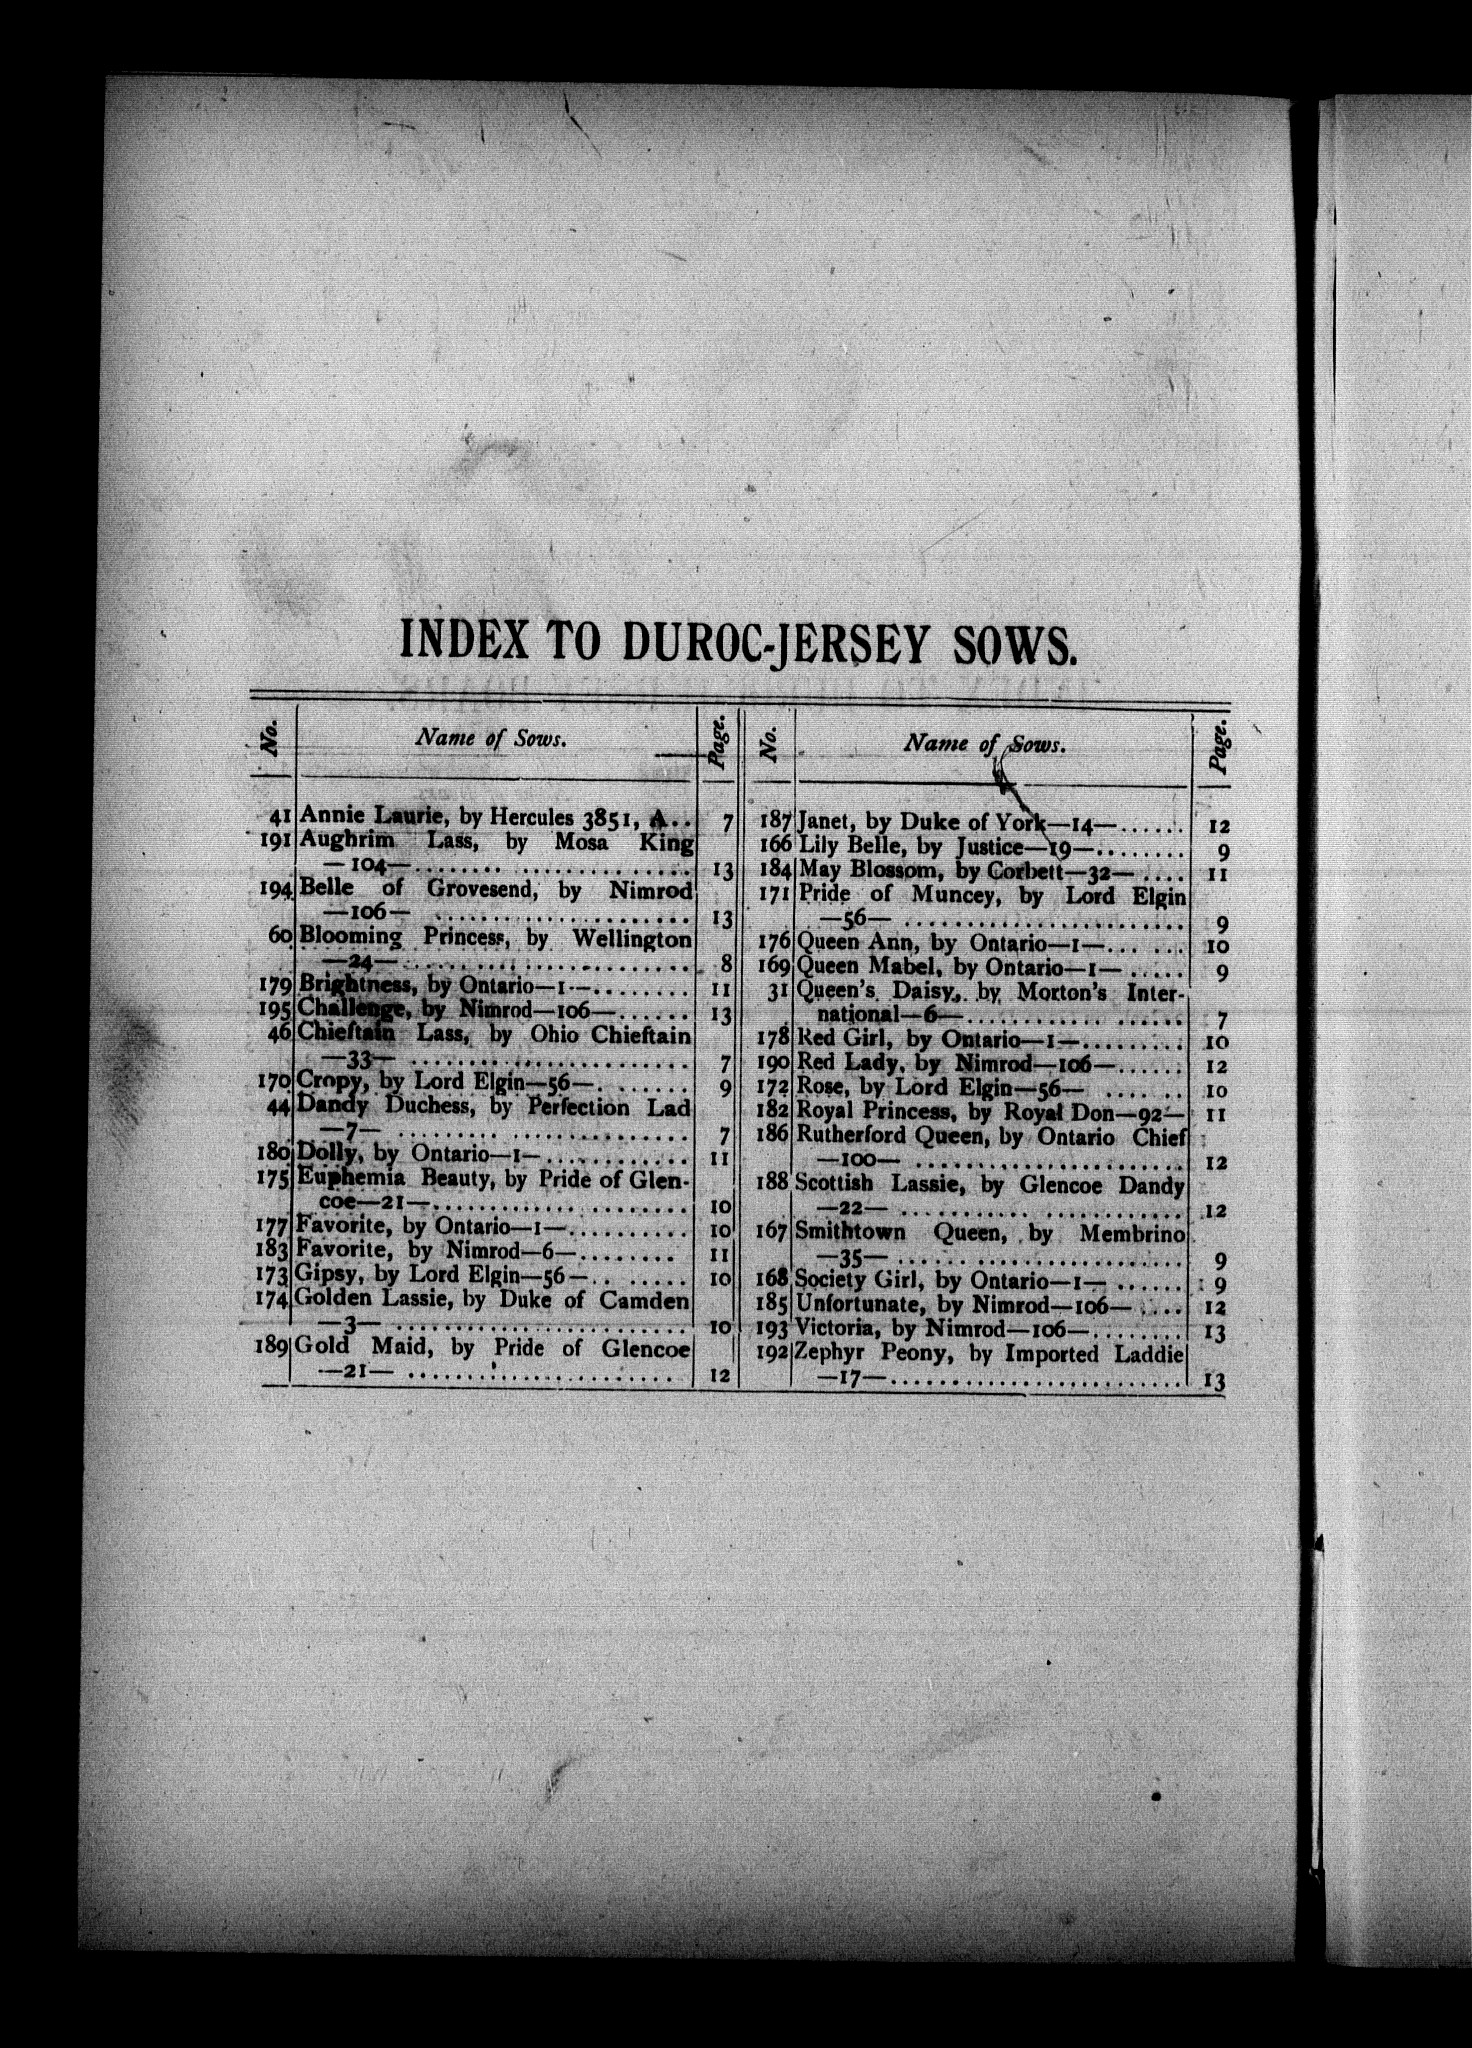 INDEX TO DUROC-JERSEY SOWS.
No. Name of Sows. Page.
41 Annie Laurie, by Hercules 3851, A.. 7
191 Aughrim Lass, by Mosa King
—104—........ ............... 13
194 Belle of Grovesend, by Nimrod
—106— ...................... 13
60 Blooming Princess, by Wellington
—24—......................... 8
179 Brightness, by Ontario—1—........ 11
195 Challenge, by Nimrod—106—...... 13
46 Chieftain Lass, by Ohio Chieftain
—33— ........................ 7
170 Cropy, by Lord Elgin—56—. ....... 9
44 Dandy Duchess, by Perfection Lad
—7— ......... ............... 7
180 Dolly, by Ontario—1—............ 11
175 Euphemia Beauty, by Pride of Glen-
coe—21—...................... 10
177 Favorite, by Ontario—1—.......... 10
183 Favorite, by Nimrod—6—........ 11
173 Gipsy, by Lord Elgin—56—.. ...... 10
174 Golden Lassie, by Duke of Camden
—3— ......................... 10
189 Gold Maid, by Pride of Glencoe
—21— ....................... 12
No. Name of Sows. Page.
187 Janet, by Duke of York—14—...... 12
166 Lily Belle, by Justice—19—........ 9
184 May Blossom, by Corbett—32— .... 11
171 Pride of Muncey, by Lord Elgin
—56— ........................ 9
176 Queen Ann, by Ontario—1—... ... 10
169 Queen Mabel, by Ontario—1— ..... 9
31 Queen's Daisy, by Morton's Inter-
national—6—............ ...... 7
178 Red Girl, by Ontario—1—......... 10
190 Red Lady, by Nimrod—106—...... 12
172 Rose, by Lord Elgin—56— .... .. 10
182 Royal Princess, by Royal Don—92— 11
186 Rutherford Queen, by Ontario Chief
—100— ....................... 12
188 Scottish Lassie, by Glencoe Dandy
—22— ........... ............ 12
167 Smithtown Queen, by Membrino
—35— ........................ 9
168 Society Girl, by Ontario—1— ...... 9
185 Unfortunate, by Nimrod—106— .... 12
193 Victoria, by Nimrod—106—........ 13
192 Zephyr Peony, by Imported Laddie
—17—......................... 13